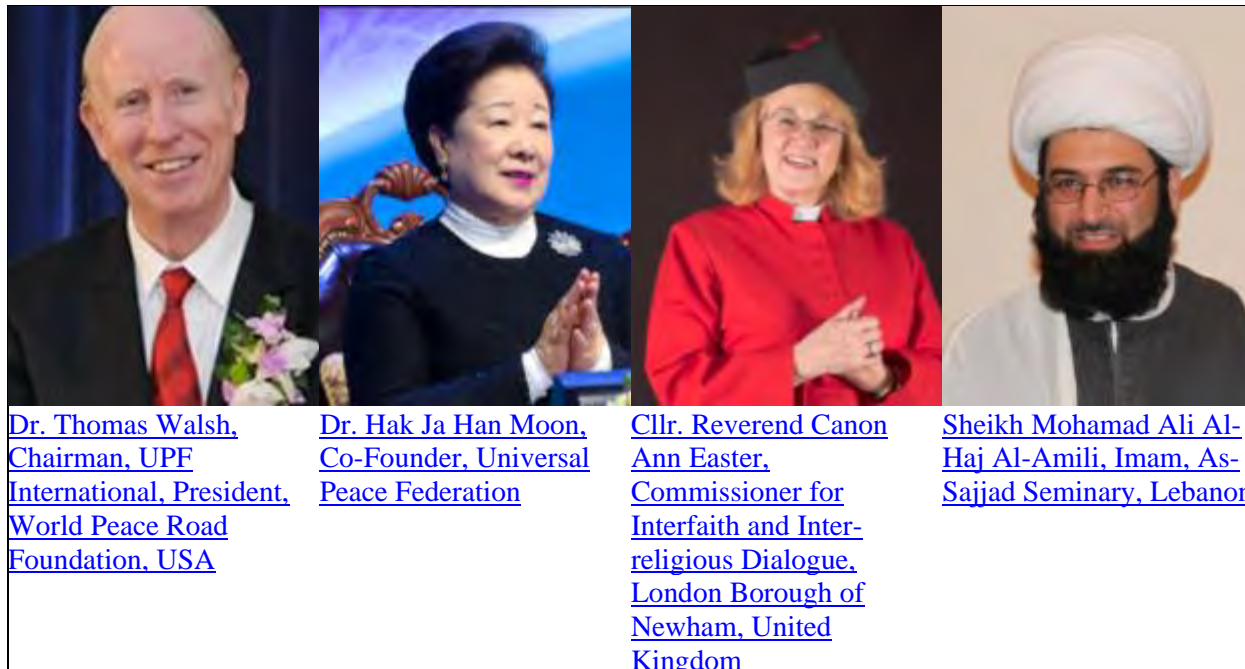 Dr. Thomas Walsh,
Chairman, UPF
International, President,
World Peace Road
Foundation, USA
Dr. Hak Ja Han Moon,
Co-Founder, Universal
Peace Federation
Cllr. Reverend Canon
Ann Easter,
Commissioner for
Interfaith and Inter-
religious Dialogue,
London Borough of
Newham, United
Kingdom
Sheikh Mohamad Ali Al-
Haj Al-Amili, Imam, As-
Sajjad Seminary, Lebanon